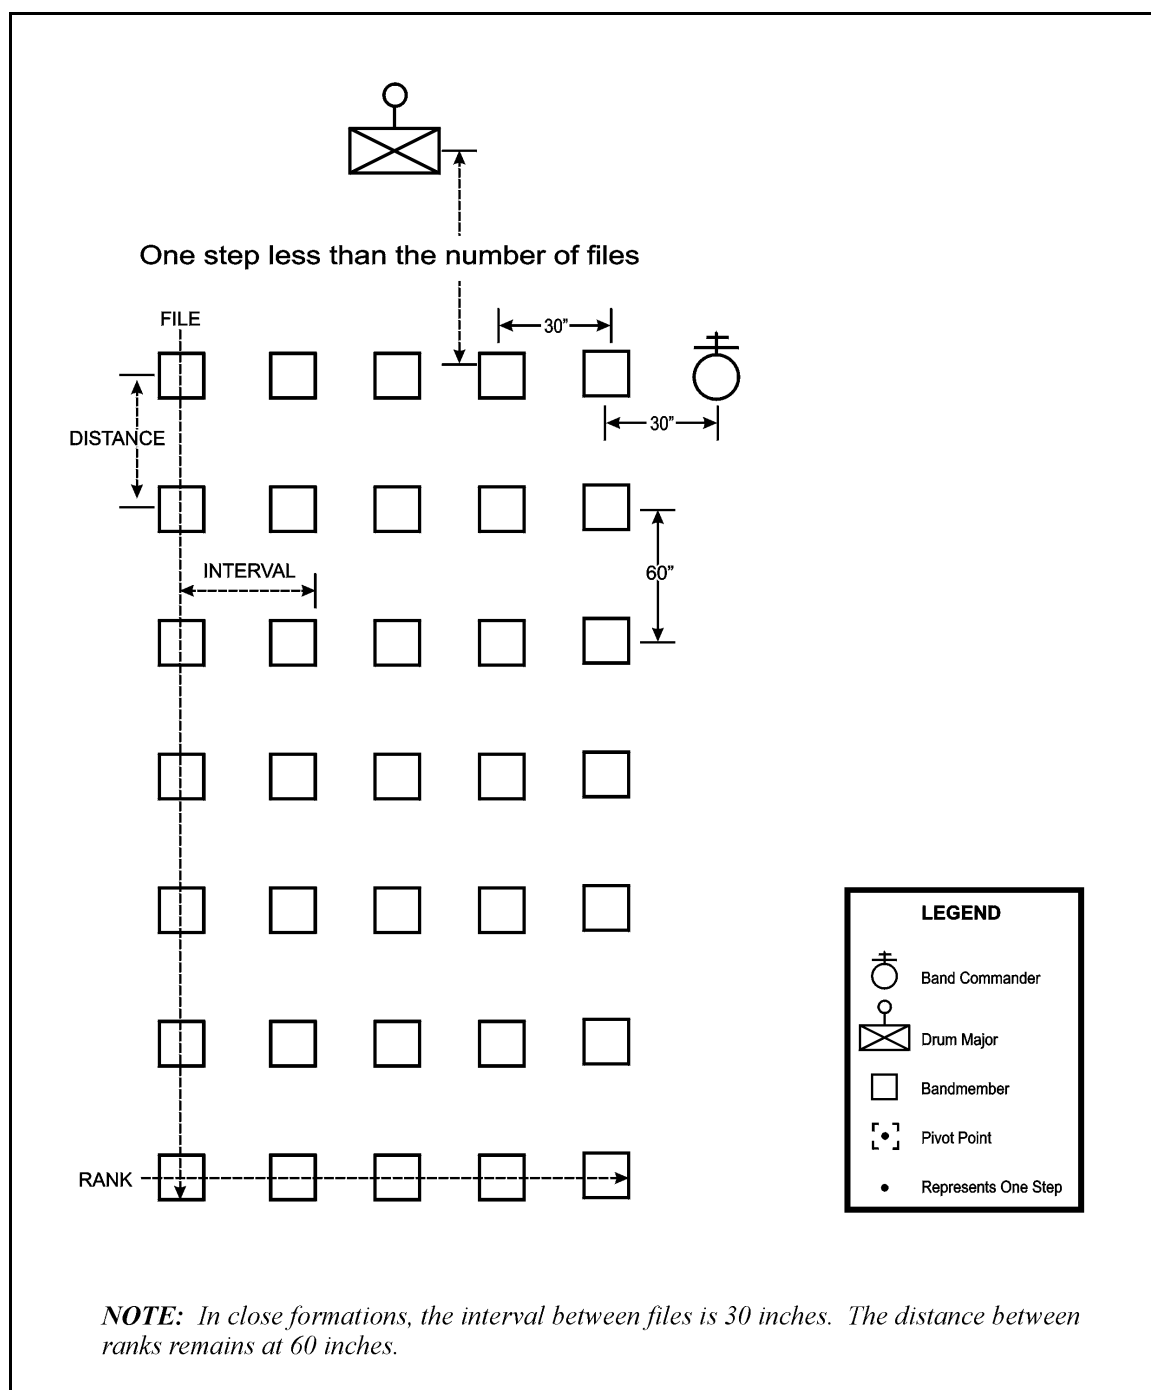 One step less than the number of files
FILE
30”
30”
DISTANCE
INTERVAL
60”
RANK
LEGEND
Band Commander
Drum Major
Bandmember
Pivot Point
Represents One Step
NOTE: In close formations, the interval between files is 30 inches. The distance between
ranks remains at 60 inches.